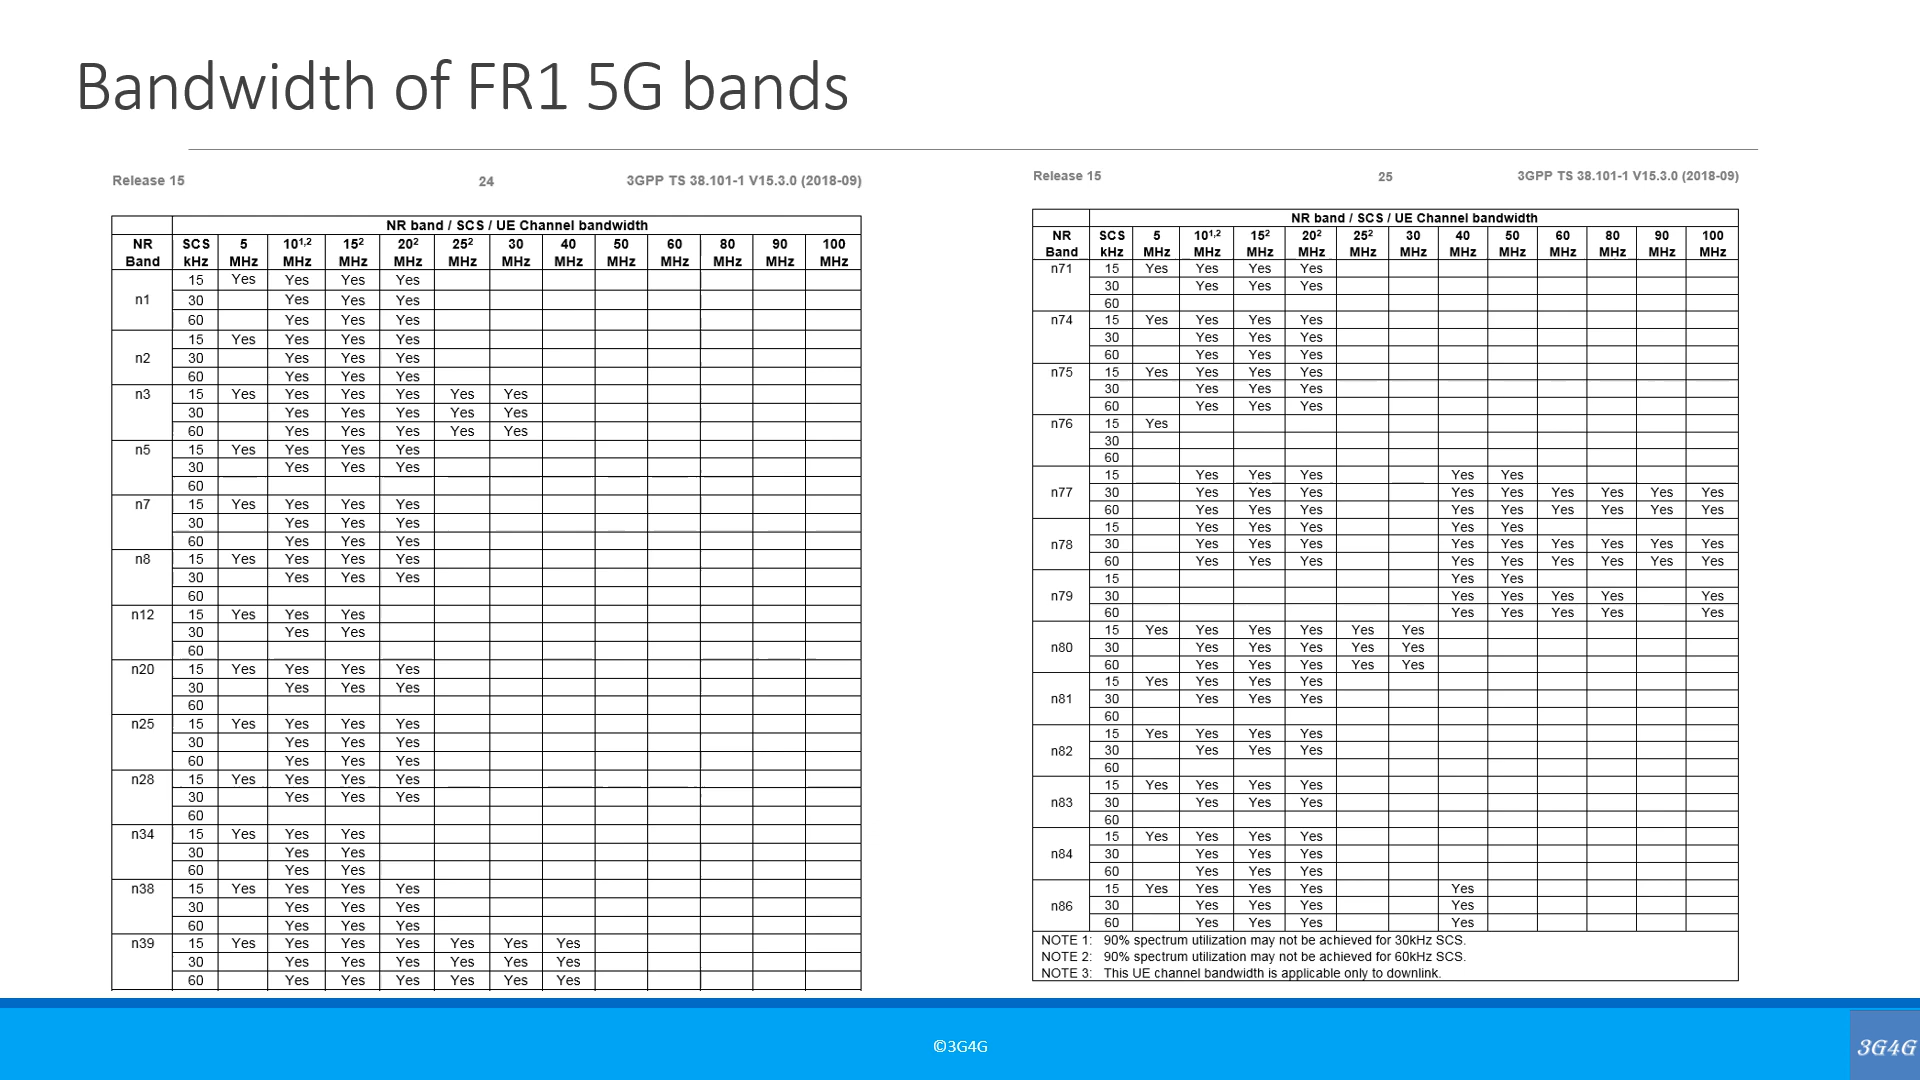 Bandwidth of FR1 5G bands
Release 15 24 3GPP TS 38.101-1 V15.3.0 (2018-09)
NR band / SCS / UE Channel bandwidth
NR Band SCS kHz 5 MHz 10¹,² MHz 15² MHz 20² MHz 25² MHz 30 MHz 40 MHz 50 MHz 60 MHz 80 MHz 90 MHz 100 MHz
15 Yes Yes Yes Yes
n1 30 Yes Yes Yes
60 Yes Yes Yes
15 Yes Yes Yes Yes
n2 30 Yes Yes Yes
60 Yes Yes Yes
n3 15 Yes Yes Yes Yes Yes Yes
30 Yes Yes Yes Yes Yes
60 Yes Yes Yes Yes Yes
n5 15 Yes Yes Yes Yes
30 Yes Yes Yes
60
n7 15 Yes Yes Yes Yes
30 Yes Yes Yes
60 Yes Yes Yes
n8 15 Yes Yes Yes Yes
30 Yes Yes Yes
60
n12 15 Yes Yes Yes
30 Yes Yes
60
n20 15 Yes Yes Yes Yes
30 Yes Yes Yes
60
n25 15 Yes Yes Yes Yes
30 Yes Yes Yes
60 Yes Yes Yes
n28 15 Yes Yes Yes Yes
30 Yes Yes Yes
60
n34 15 Yes Yes Yes
30 Yes Yes
60 Yes Yes
n38 15 Yes Yes Yes Yes
30 Yes Yes Yes
60 Yes Yes Yes
n39 15 Yes Yes Yes Yes Yes Yes Yes
30 Yes Yes Yes Yes Yes Yes
60 Yes Yes Yes Yes Yes Yes
Release 15 25 3GPP TS 38.101-1 V15.3.0 (2018-09)
NR band / SCS / UE Channel bandwidth
NR Band SCS kHz 5 MHz 10¹,² MHz 15² MHz 20² MHz 25² MHz 30 MHz 40 MHz 50 MHz 60 MHz 80 MHz 90 MHz 100 MHz
n71 15 Yes Yes Yes Yes
30 Yes Yes Yes
60
n74 15 Yes Yes Yes Yes
30 Yes Yes Yes
60 Yes Yes Yes
n75 15 Yes Yes Yes Yes
30 Yes Yes Yes
60 Yes Yes Yes
n76 15 Yes
30
60
15 Yes Yes Yes Yes Yes
n77 30 Yes Yes Yes Yes Yes Yes Yes Yes Yes
60 Yes Yes Yes Yes Yes Yes Yes Yes Yes
15 Yes Yes Yes Yes Yes
n78 30 Yes Yes Yes Yes Yes Yes Yes Yes Yes
60 Yes Yes Yes Yes Yes Yes Yes Yes Yes
15 Yes Yes
n79 30 Yes Yes Yes Yes Yes
60 Yes Yes Yes Yes Yes
15 Yes Yes Yes Yes Yes Yes
n80 30 Yes Yes Yes Yes Yes
60 Yes Yes Yes Yes Yes
15 Yes Yes Yes Yes
n81 30 Yes Yes Yes
60
15 Yes Yes Yes Yes
n82 30 Yes Yes Yes
60
15 Yes Yes Yes Yes
n83 30 Yes Yes Yes
60
15 Yes Yes Yes Yes
n84 30 Yes Yes Yes
60 Yes Yes Yes
15 Yes Yes Yes Yes Yes
n86 30 Yes Yes Yes Yes
60 Yes Yes Yes Yes
NOTE 1: 90% spectrum utilization may not be achieved for 30kHz SCS.
NOTE 2: 90% spectrum utilization may not be achieved for 60kHz SCS.
NOTE 3: This UE channel bandwidth is applicable only to downlink.
©3G4G
3G4G